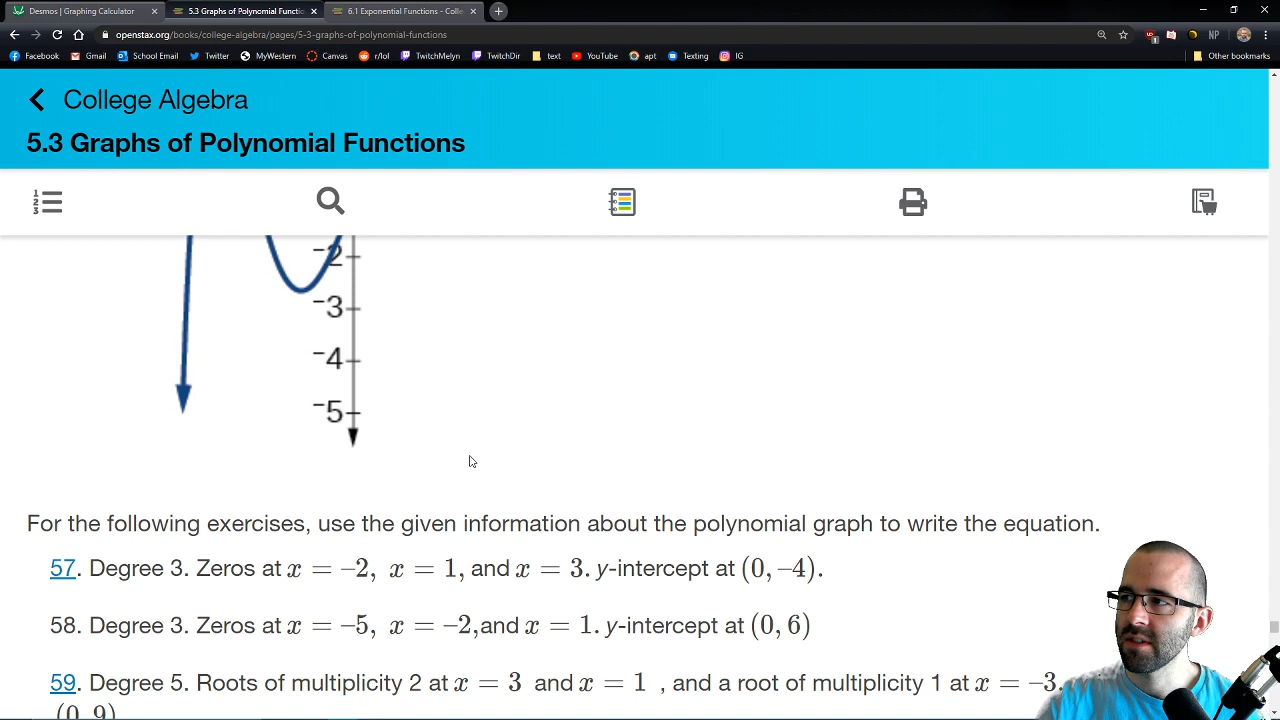 Desmos | Graphing Calculator
5.3 Graphs of Polynomial Functio
6.1 Exponential Functions - Colle
openstax.org/books/college-algebra/pages/5-3-graphs-of-polynomial-functions
NP
Facebook Gmail School Email Twitter MyWestern Canvas r/lol TwitchMelyn TwitchDir text YouTube apt Texting IG Other bookmarks
College Algebra
5.3 Graphs of Polynomial Functions
1
2
3
-2
-3
-4
-5
For the following exercises, use the given information about the polynomial graph to write the equation.
57. Degree 3. Zeros at x = –2, x = 1, and x = 3. y-intercept at (0, –4).
58. Degree 3. Zeros at x = –5, x = –2,and x = 1. y-intercept at (0, 6)
59. Degree 5. Roots of multiplicity 2 at x = 3 and x = 1 , and a root of multiplicity 1 at x = –3.
(0, 9)